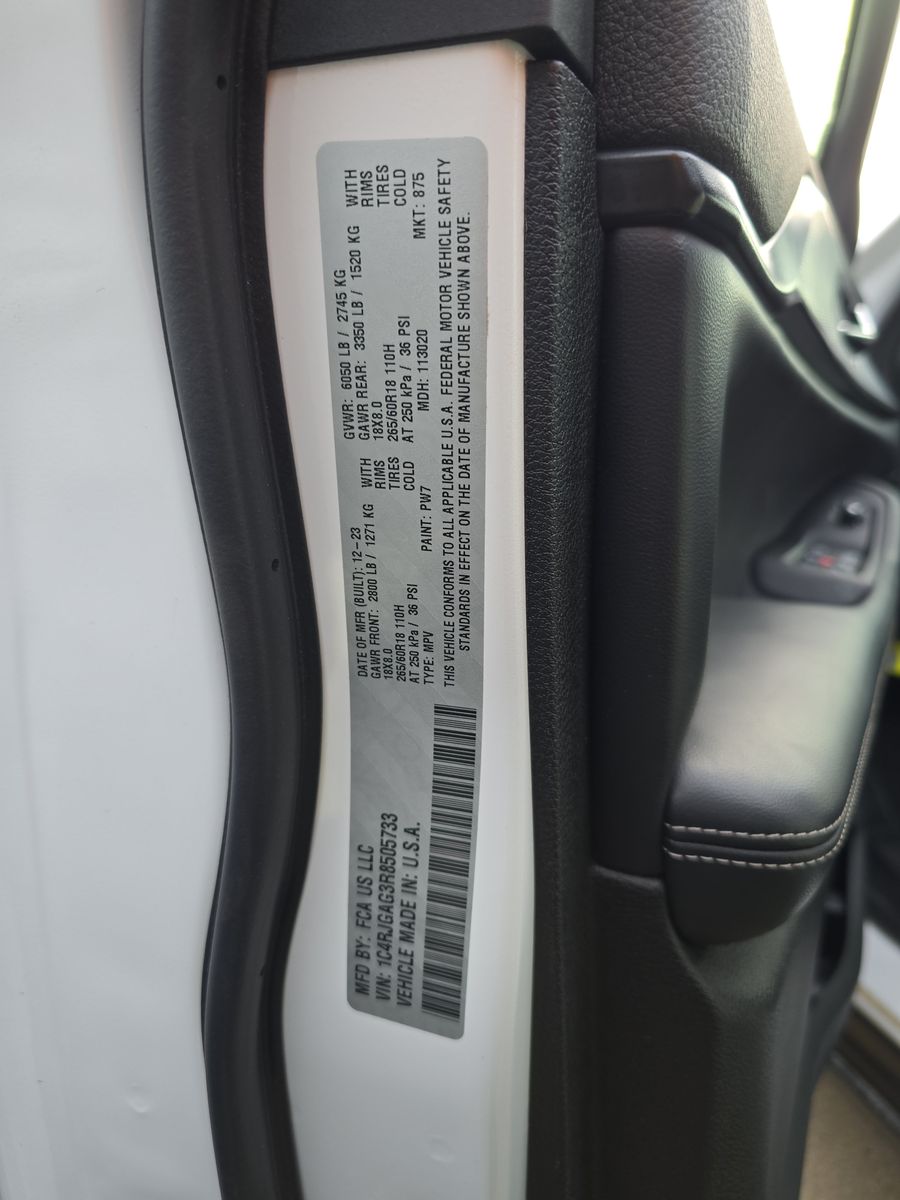 MFD BY: FCA US LLC
VIN: 1C4RJGAG3R8505733
VEHICLE MADE IN: U.S.A.
DATE OF MFR (BUILT): 12-23
GAWR FRONT: 2800 LB / 1271 KG WITH
18X8.0 RIMS
265/60R18 110H TIRES
AT 250 kPa / 36 PSI COLD
TYPE: MPV PAINT: PW7
GVWR: 6050 LB / 2745 KG
GAWR REAR: 3350 LB / 1520 KG WITH
18X8.0 RIMS
265/60R18 110H TIRES
AT 250 kPa / 36 PSI COLD
MDH: 113020 MKT: 875
THIS VEHICLE CONFORMS TO ALL APPLICABLE U.S.A. FEDERAL MOTOR VEHICLE SAFETY
STANDARDS IN EFFECT ON THE DATE OF MANUFACTURE SHOWN ABOVE.